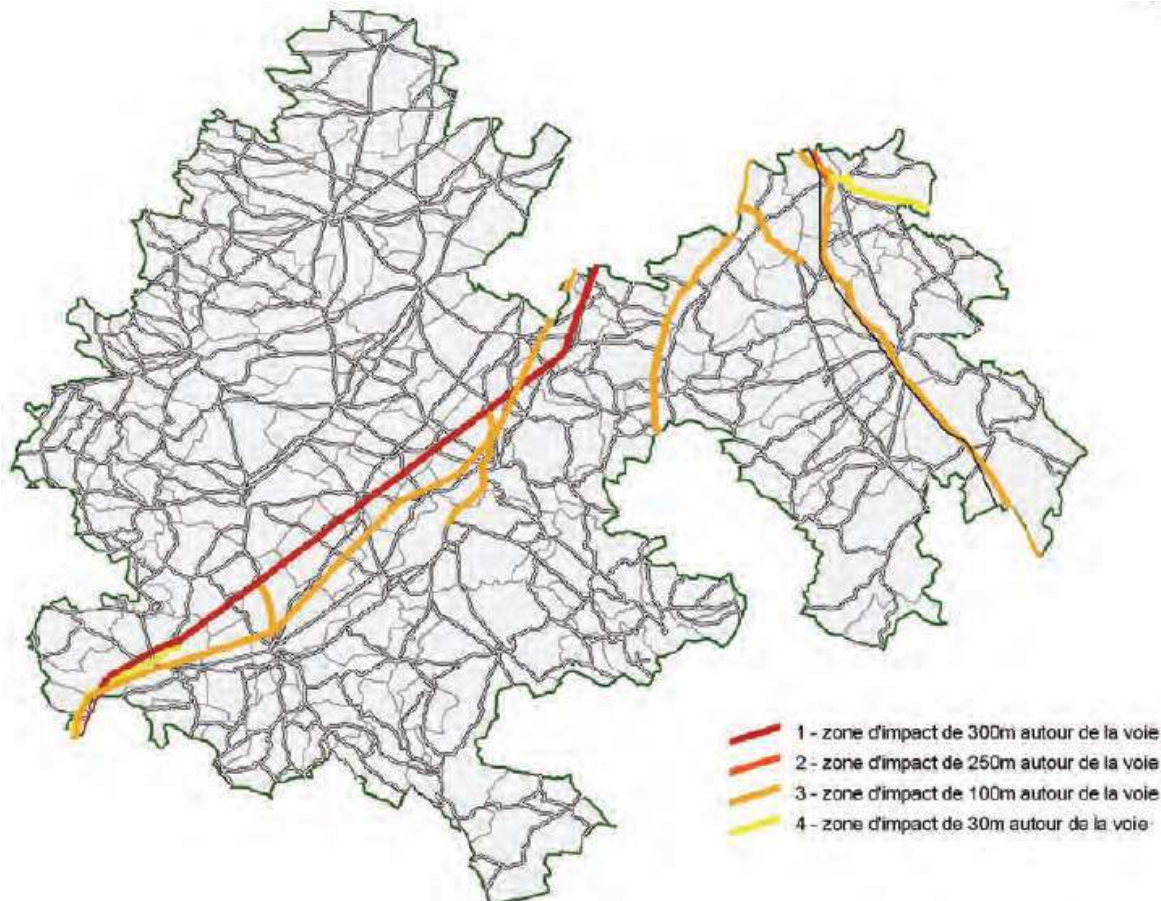 1 - zone d'impact de 300m autour de la voie
2 - zone d'impact de 250m autour de la voie
3 - zone d'impact de 100m autour de la voie
4 - zone d'impact de 30m autour de la voie